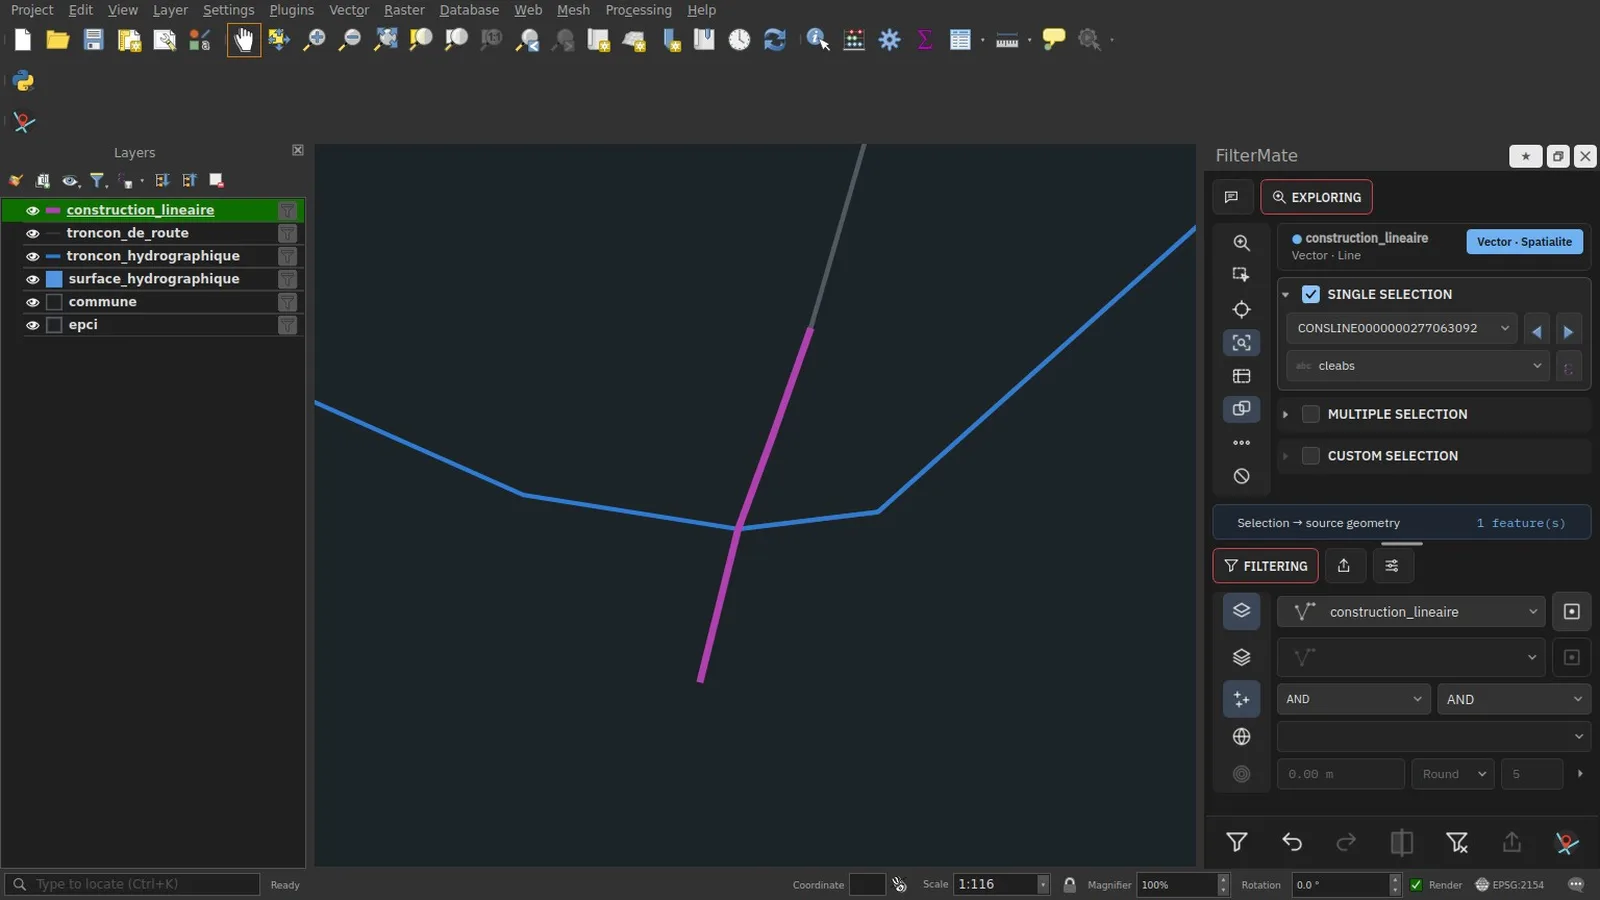 Project Edit View Layer Settings Plugins Vector Raster Database Web Mesh Processing Help
Layers
construction_lineaire
troncon_de_route
troncon_hydrographique
surface_hydrographique
commune
epci
FilterMate
EXPLORING
construction_lineaire
Vector · Line
Vector · Spatialite
SINGLE SELECTION
CONSLINE0000000277063092
abc cleabs
MULTIPLE SELECTION
CUSTOM SELECTION
Selection → source geometry 1 feature(s)
FILTERING
construction_lineaire
AND AND
0.00 m Round 5
Type to locate (Ctrl+K) Ready Coordinate Scale 1:116 Magnifier 100% Rotation 0.0 ° Render EPSG:2154